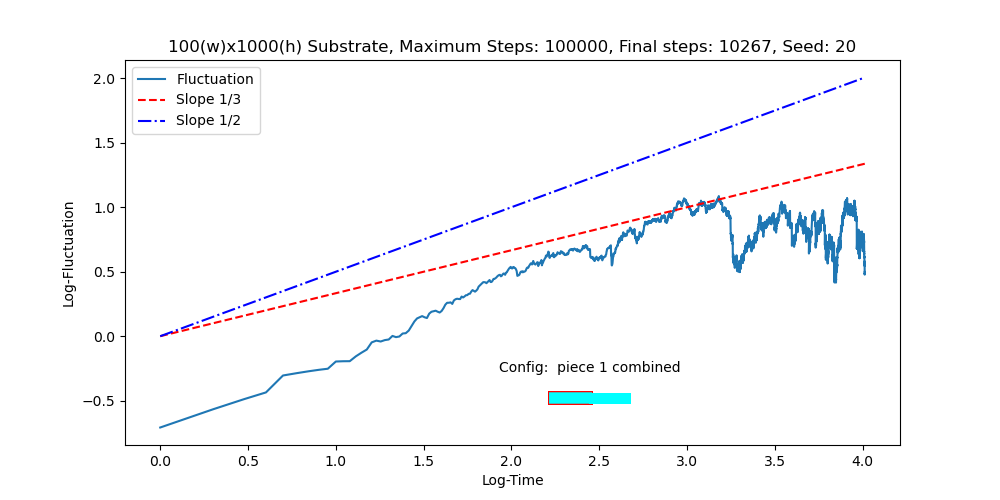 100(w)x1000(h) Substrate, Maximum Steps: 100000, Final steps: 10267, Seed: 20
Fluctuation
Slope 1/3
Slope 1/2
2.0
1.5
1.0
0.5
0.0
−0.5
Log-Fluctuation
Config:  piece 1 combined
0.0 0.5 1.0 1.5 2.0 2.5 3.0 3.5 4.0
Log-Time